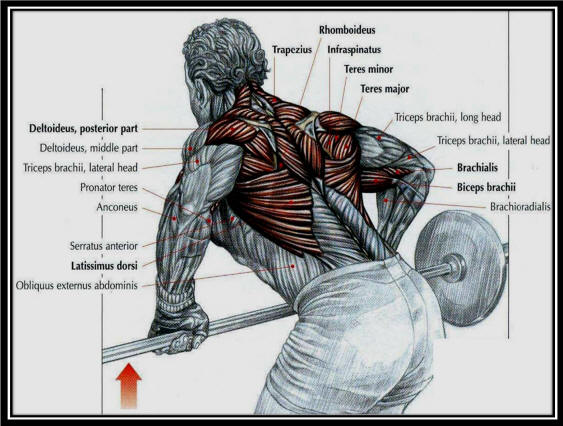 Rhomboideus
Trapezius
Infraspinatus
Teres minor
Teres major
Triceps brachii, long head
Triceps brachii, lateral head
Brachialis
Biceps brachii
Brachioradialis
Deltoideus, posterior part
Deltoideus, middle part
Triceps brachii, lateral head
Pronator teres
Anconeus
Serratus anterior
Latissimus dorsi
Obliquus externus abdominis